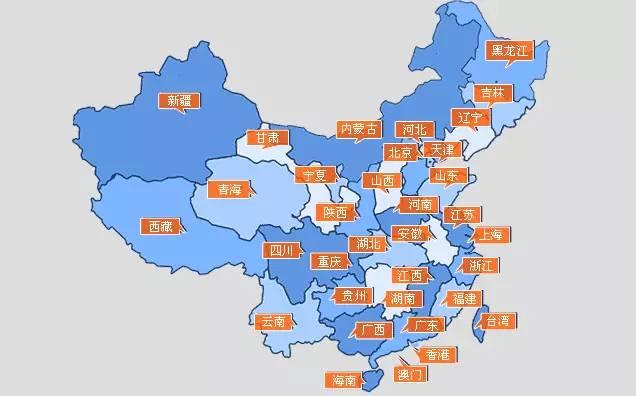 黑龙江
吉林
新疆
辽宁
内蒙古
河北
甘肃
北京
天津
宁夏
山西
山东
青海
陕西
河南
江苏
西藏
安徽
上海
湖北
四川
重庆
浙江
江西
贵州
湖南
福建
云南
台湾
广东
广西
香港
澳门
海南